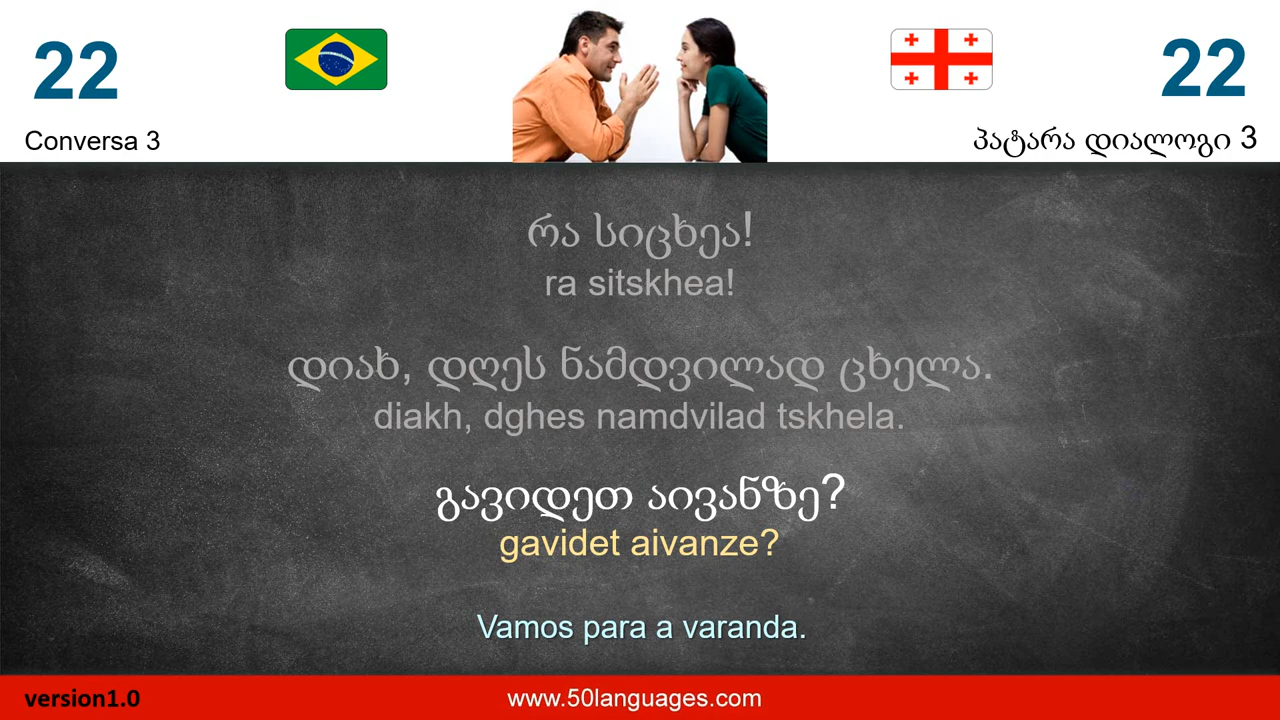 22
22
Conversa 3
პატარა დიალოგი 3
რა სიცხეა!
ra sitskhea!
დიახ, დღეს ნამდვილად ცხელა.
diakh, dghes namdvilad tskhela.
გავიდეთ აივანზე?
gavidet aivanze?
Vamos para a varanda.
version1.0
www.50languages.com